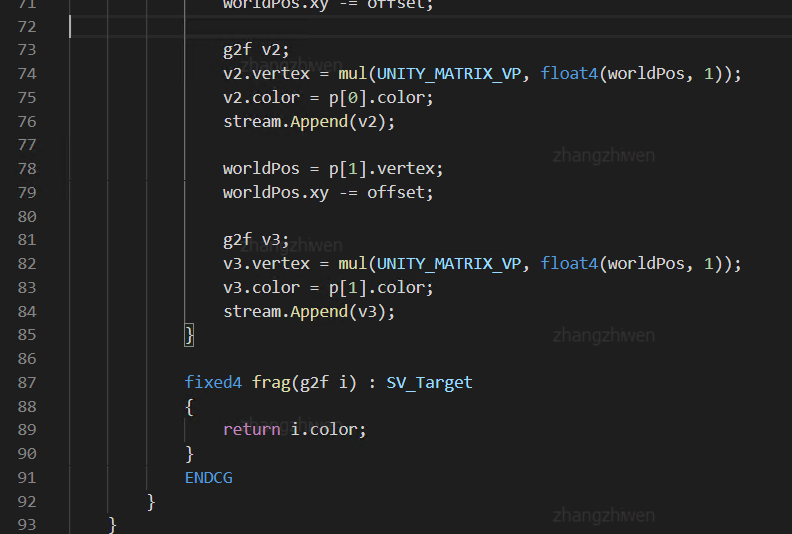 71 worldPos.xy -= offset;
72
73 g2f v2;
74 v2.vertex = mul(UNITY_MATRIX_VP, float4(worldPos, 1));
75 v2.color = p[0].color;
76 stream.Append(v2);
77
78 worldPos = p[1].vertex;
79 worldPos.xy -= offset;
80
81 g2f v3;
82 v3.vertex = mul(UNITY_MATRIX_VP, float4(worldPos, 1));
83 v3.color = p[1].color;
84 stream.Append(v3);
85 }
86
87 fixed4 frag(g2f i) : SV_Target
88 {
89 return i.color;
90 }
91 ENDCG
92 }
93 }
zhangzhiwen
zhangzhiwen
zhangzhiwen
zhangzhiwen
zhangzhiwen
zhangzhiwen